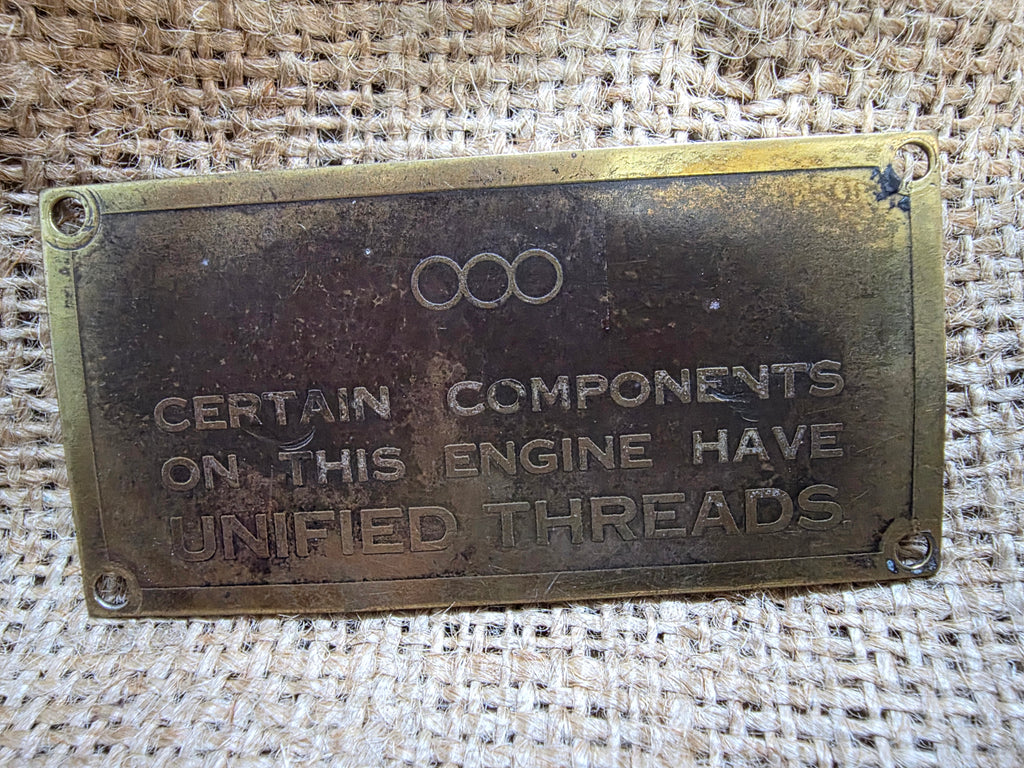 CERTAIN COMPONENTS
ON THIS ENGINE HAVE
UNIFIED THREADS